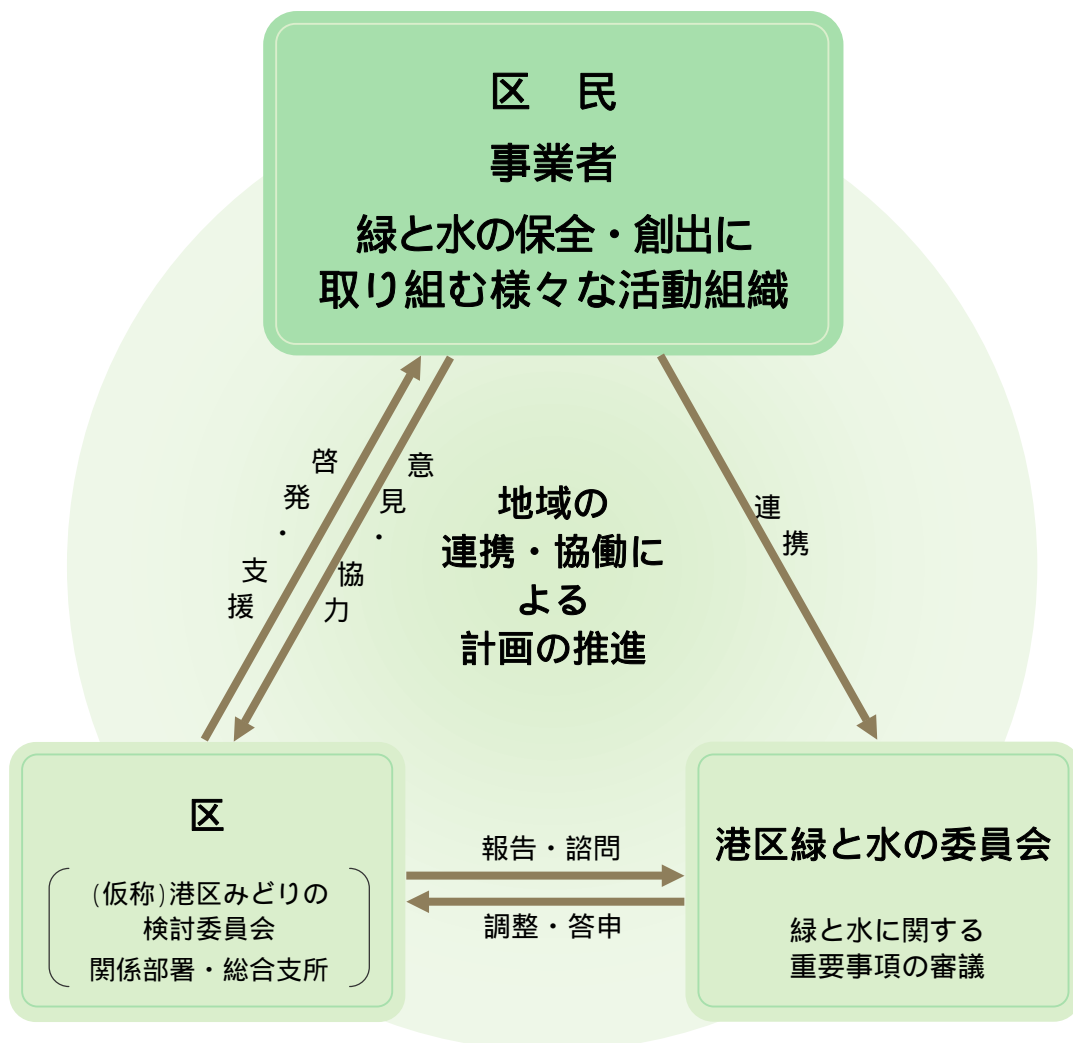 区　民
事業者
緑と水の保全・創出に
取り組む様々な活動組織
啓発・支援
意見・協力
地域の
連携・協働に
よる
計画の推進
連携
区
(仮称)港区みどりの
検討委員会
関係部署・総合支所
報告・諮問
調整・答申
港区緑と水の委員会
緑と水に関する
重要事項の審議